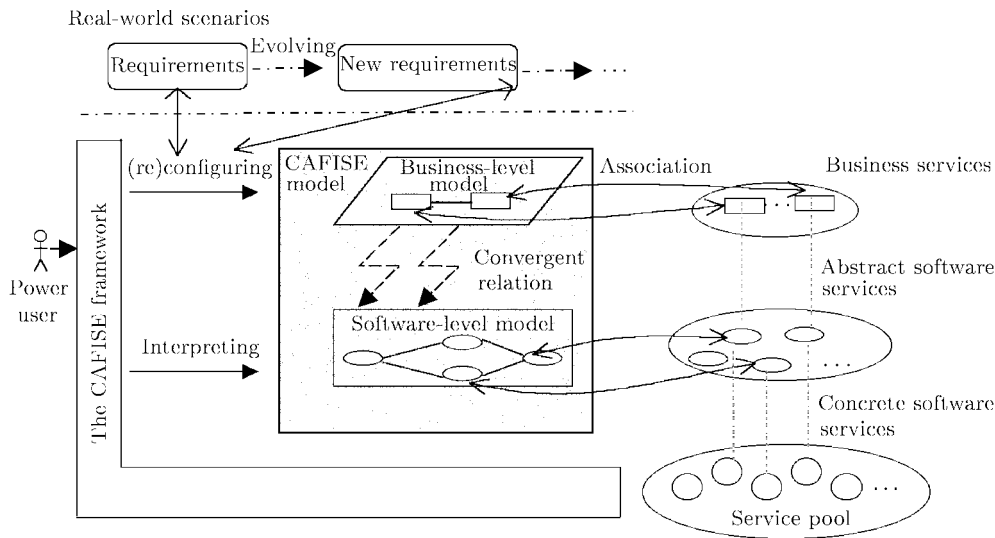 Real-world scenarios
Requirements
Evolving
New requirements
...
(re)configuring
CAFISE
model
Business-level
model
Association
Business services
...
Power
user
The CAFISE framework
Convergent
relation
Abstract software
services
Interpreting
Software-level model
...
Concrete software
services
...
Service pool